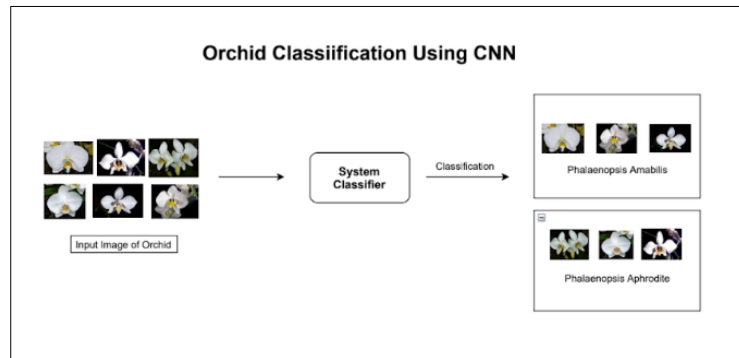 Orchid Classiification Using CNN
Input Image of Orchid
System
Classifier
Classification
Phalaenopsis Amabilis
Phalaenopsis Aphrodite